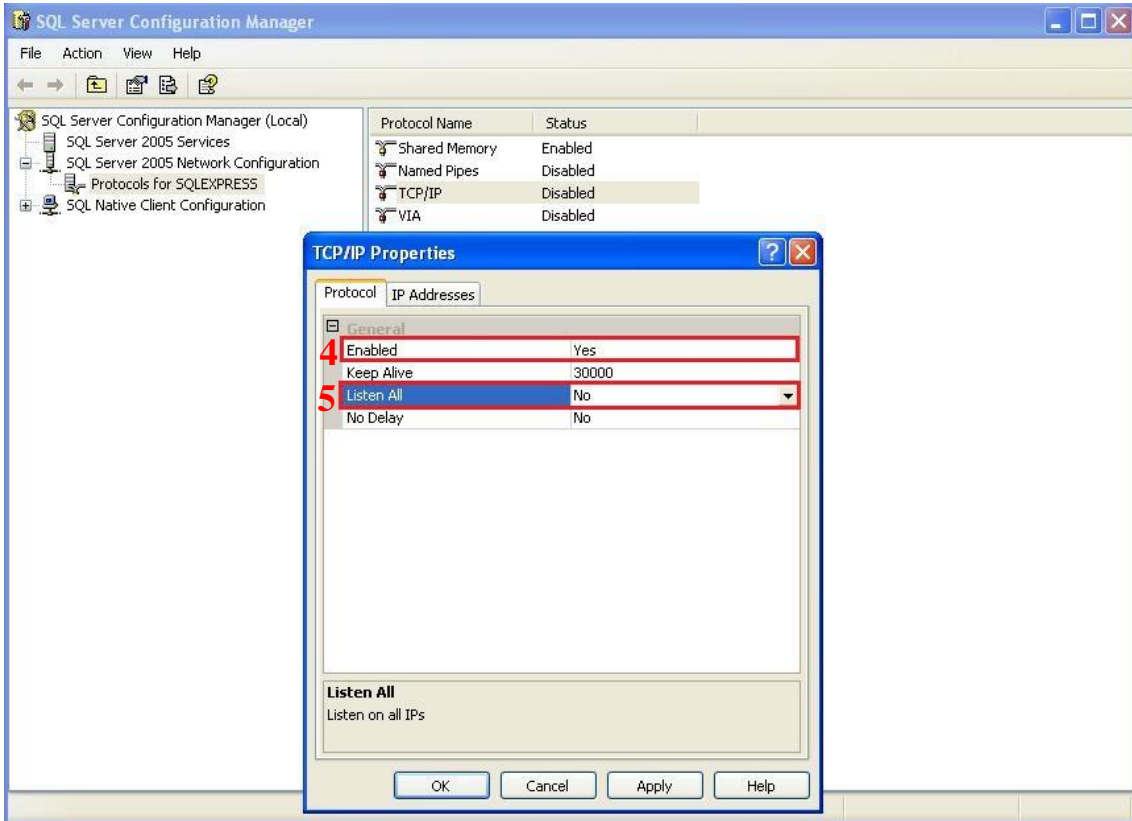 SQL Server Configuration Manager
File Action View Help
SQL Server Configuration Manager (Local)
SQL Server 2005 Services
SQL Server 2005 Network Configuration
Protocols for SQLEXPRESS
SQL Native Client Configuration
Protocol Name Status
Shared Memory Enabled
Named Pipes Disabled
TCP/IP Disabled
VIA Disabled
TCP/IP Properties
Protocol IP Addresses
General
4 Enabled Yes
Keep Alive 30000
5 Listen All No
No Delay No
Listen All
Listen on all IPs
OK Cancel Apply Help